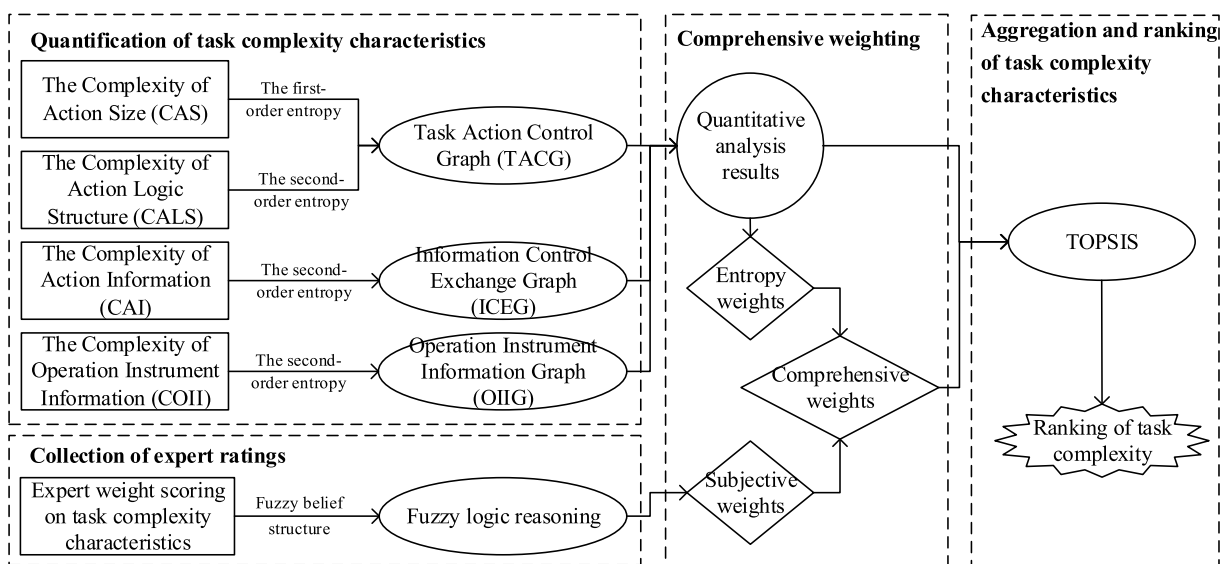 Quantification of task complexity characteristics
The Complexity of
Action Size (CAS)
The first-
order entropy
The Complexity of
Action Logic
Structure (CALS)
The second-
order entropy
Task Action Control
Graph (TACG)
The Complexity of
Action Information
(CAI)
The second-
order entropy
Information Control
Exchange Graph
(ICEG)
The Complexity of
Operation Instrument
Information (COII)
The second-
order entropy
Operation Instrument
Information Graph
(OIIG)
Collection of expert ratings
Expert weight scoring
on task complexity
characteristics
Fuzzy belief
structure
Fuzzy logic reasoning
Comprehensive weighting
Quantitative
analysis
results
Entropy
weights
Comprehensive
weights
Subjective
weights
Aggregation and ranking
of task complexity
characteristics
TOPSIS
Ranking of task
complexity